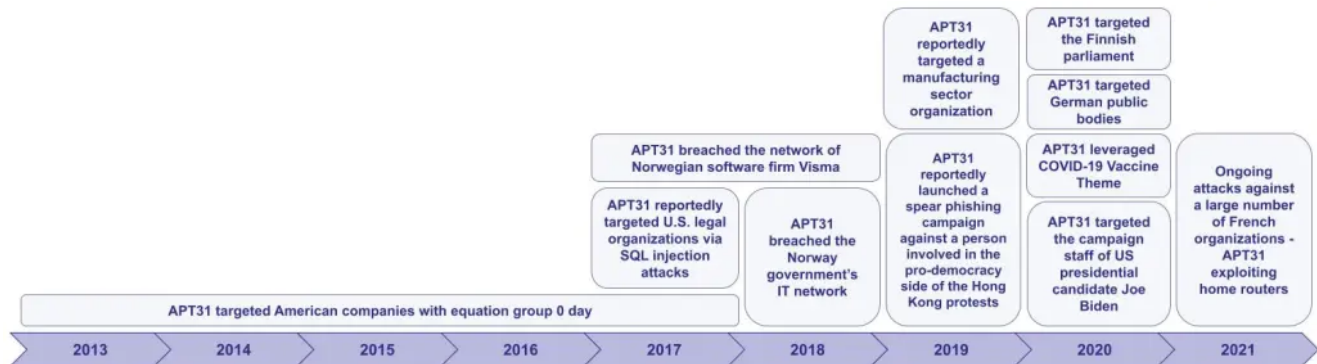 APT31
reportedly
targeted a
manufacturing
sector
organization
APT31 targeted
the Finnish
parliament
APT31 targeted
German public
bodies
APT31 breached the network of
Norwegian software firm Visma
APT31
reportedly
launched a
spear phishing
campaign
against a person
involved in the
pro-democracy
side of the Hong
Kong protests
APT31 leveraged
COVID-19 Vaccine
Theme
Ongoing
attacks against
a large number
of French
organizations -
APT31
exploiting
home routers
APT31 reportedly
targeted U.S. legal
organizations via
SQL injection
attacks
APT31
breached the
Norway
government's
IT network
APT31 targeted
the campaign
staff of US
presidential
candidate Joe
Biden
APT31 targeted American companies with equation group 0 day
2013
2014
2015
2016
2017
2018
2019
2020
2021